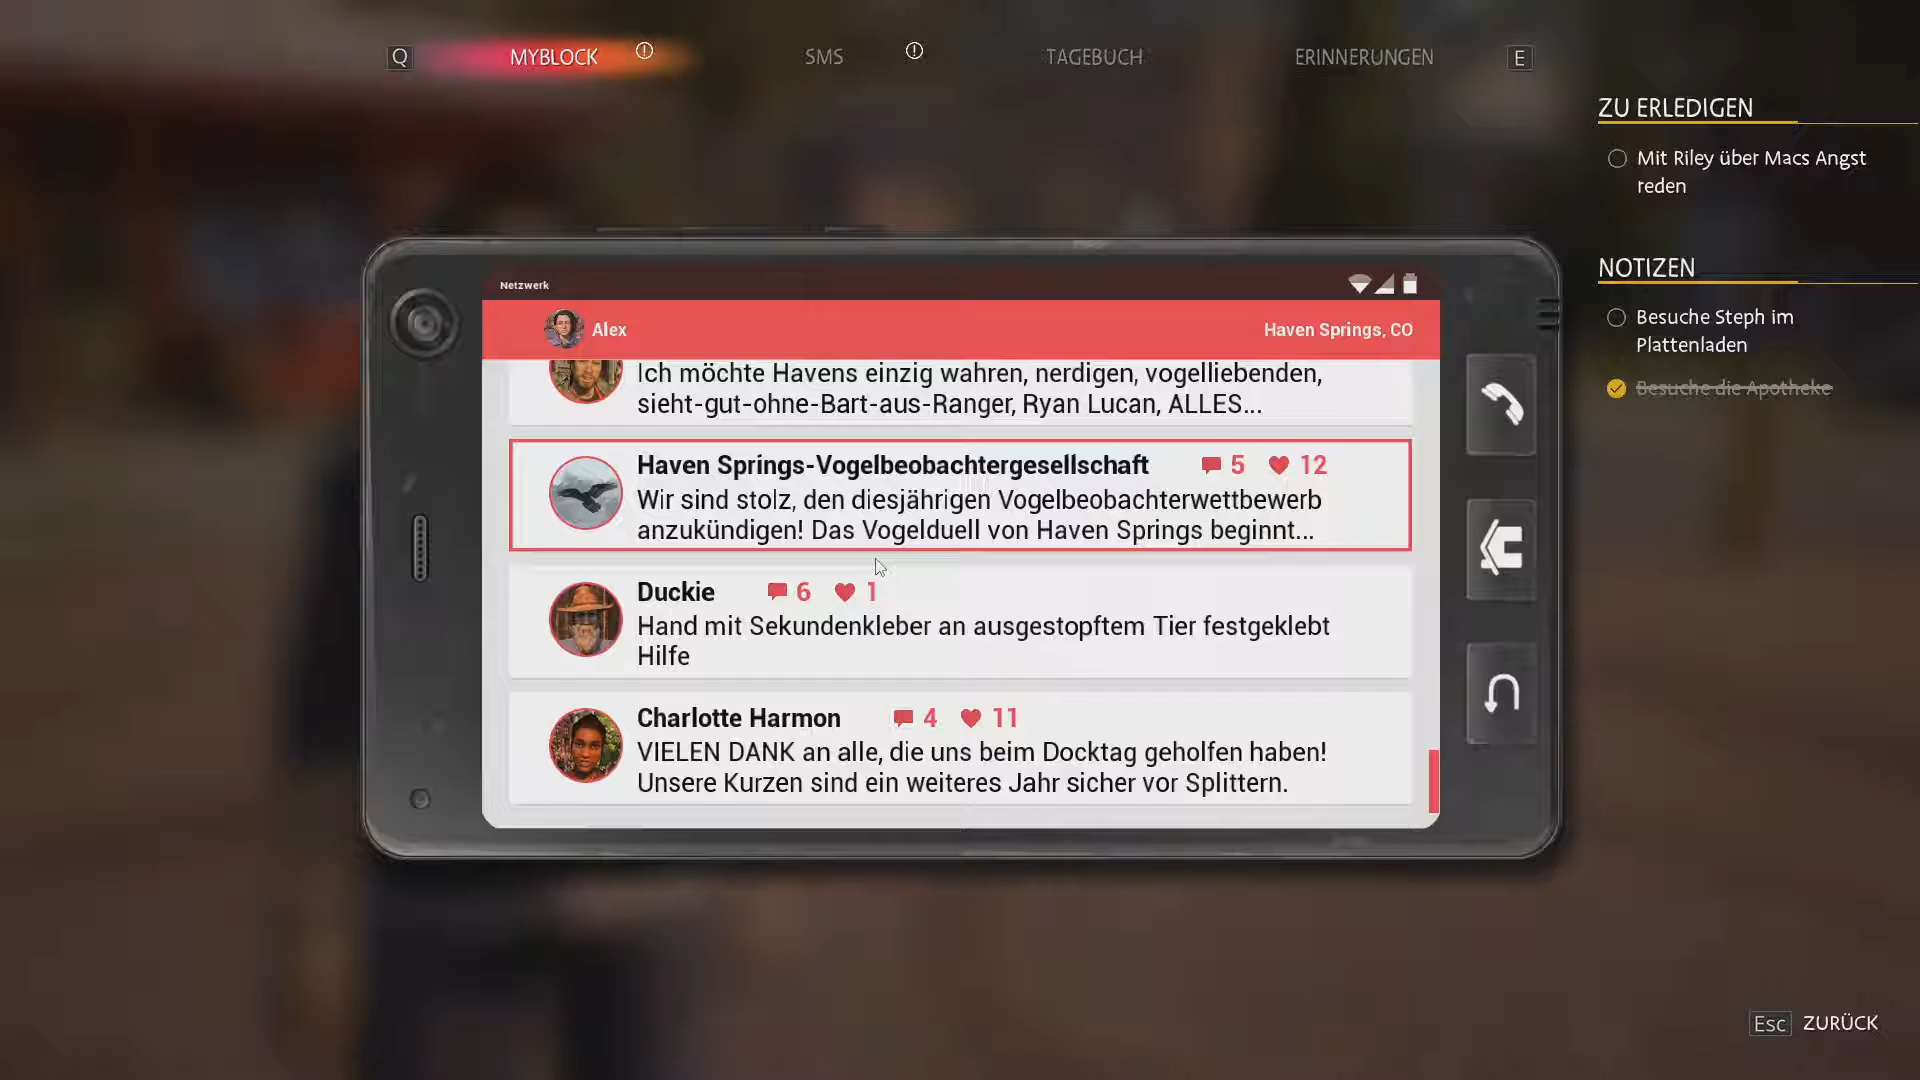 Q MYBLOCK SMS TAGEBUCH ERINNERUNGEN E
ZU ERLEDIGEN
Mit Riley über Macs Angst
reden
NOTIZEN
Besuche Steph im
Plattenladen
Besuche die Apotheke
Netzwerk
Alex Haven Springs, CO
Ich möchte Havens einzig wahren, nerdigen, vogelliebenden,
sieht-gut-ohne-Bart-aus-Ranger, Ryan Lucan, ALLES...
Haven Springs-Vogelbeobachtergesellschaft 5 12
Wir sind stolz, den diesjährigen Vogelbeobachterwettbewerb
anzukündigen! Das Vogelduell von Haven Springs beginnt...
Duckie 6 1
Hand mit Sekundenkleber an ausgestopftem Tier festgeklebt
Hilfe
Charlotte Harmon 4 11
VIELEN DANK an alle, die uns beim Docktag geholfen haben!
Unsere Kurzen sind ein weiteres Jahr sicher vor Splittern.
Esc ZURÜCK